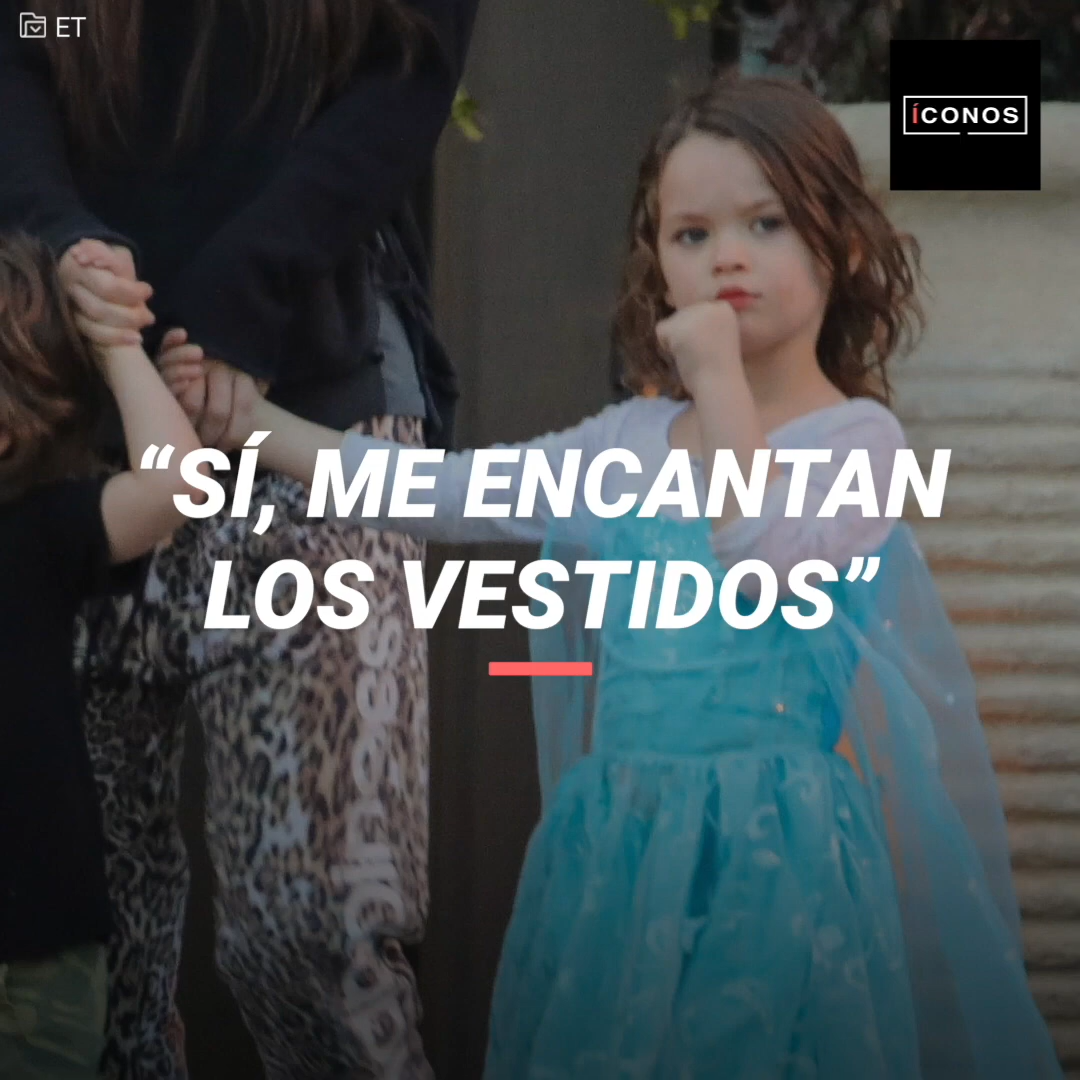 ET
ÍCONOS
“SÍ, ME ENCANTAN
LOS VESTIDOS”